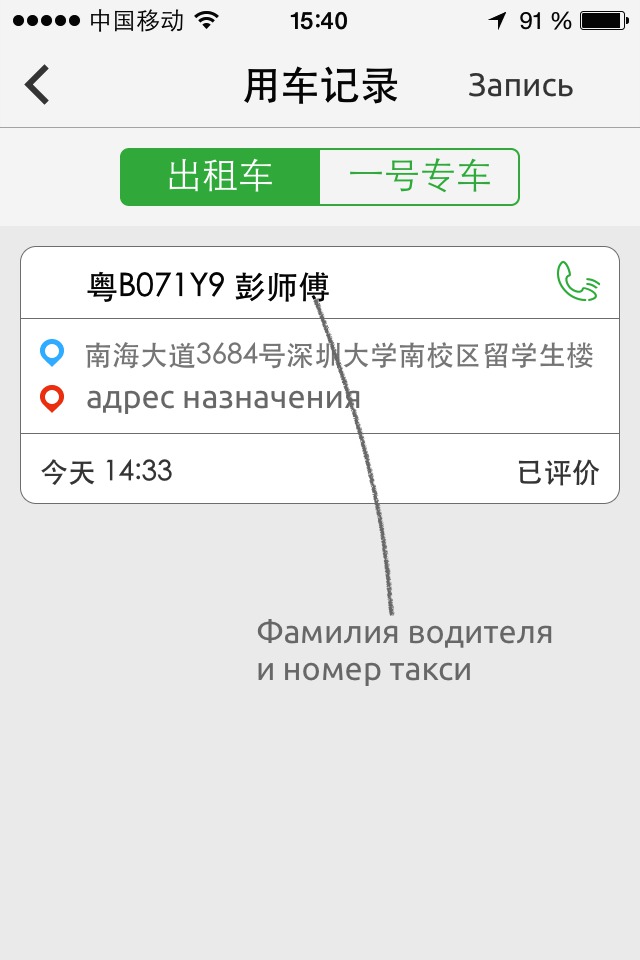 中国移动 15:40 91 %
用车记录 Запись
出租车 一号专车
粤B071Y9 彭师傅
南海大道3684号深圳大学南校区留学生楼
адрес назначения
今天 14:33 已评价
Фамилия водителя
и номер такси